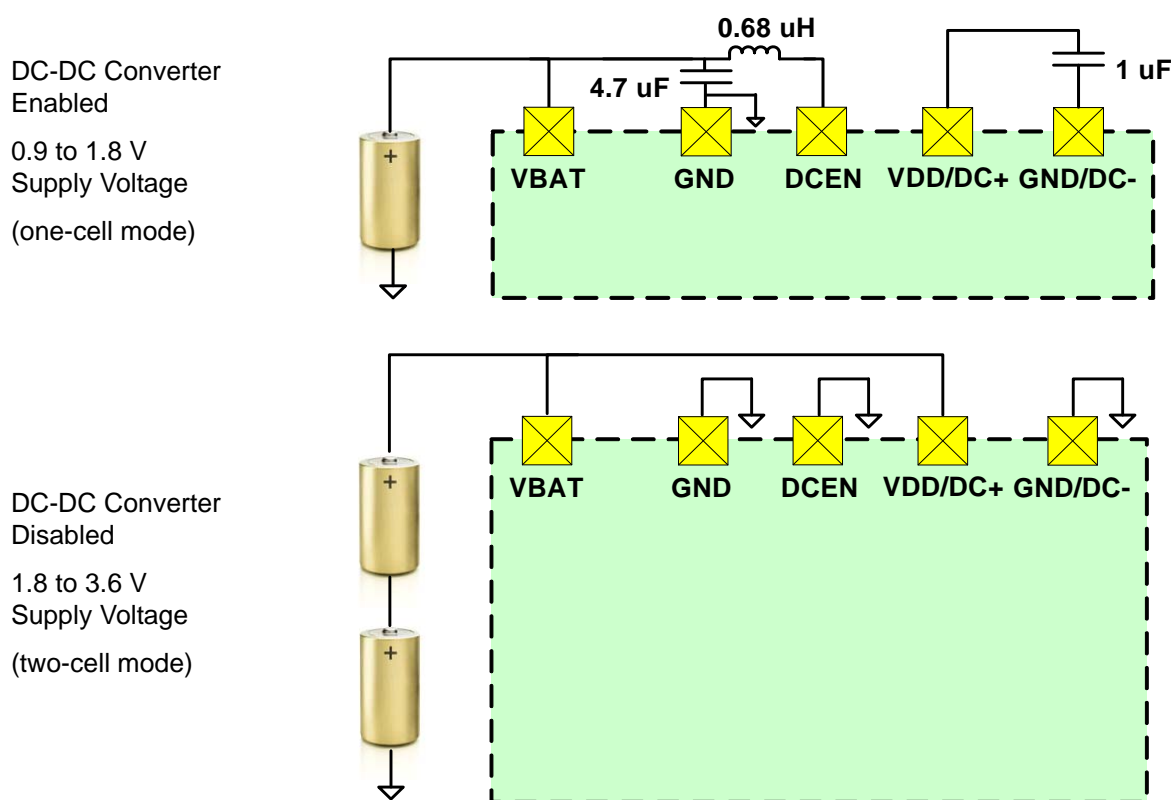 DC-DC Converter
Enabled
0.9 to 1.8 V
Supply Voltage
(one-cell mode)
0.68 uH
4.7 uF
1 uF
+
VBAT
GND
DCEN
VDD/DC+
GND/DC-
DC-DC Converter
Disabled
1.8 to 3.6 V
Supply Voltage
(two-cell mode)
+
+
VBAT
GND
DCEN
VDD/DC+
GND/DC-